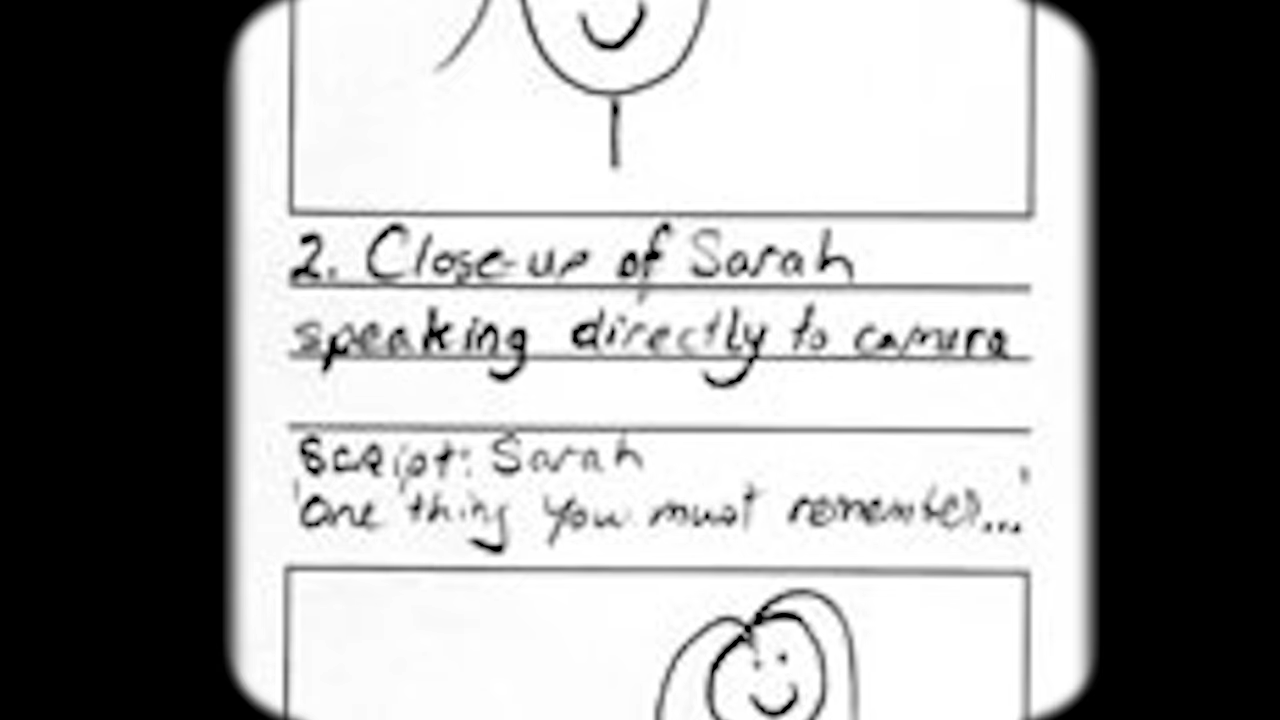 2. Close-up of Sarah
speaking directly to camera
Script: Sarah
'One thing you must remember...'